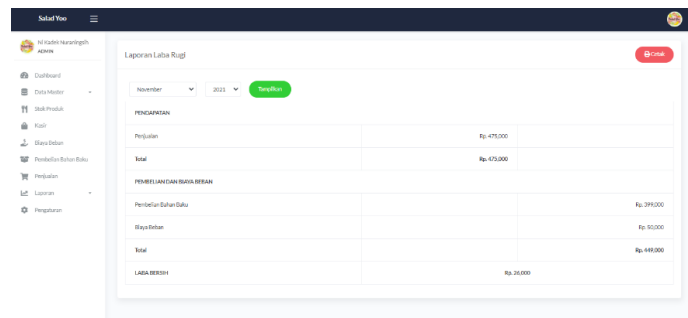 Salad Yoo
Ni Kadek Nuraningsih
ADMIN
Dashboard
Data Master
Stok Produk
Kasir
Biaya Beban
Pembelian Bahan Baku
Penjualan
Laporan
Pengaturan
Laporan Laba Rugi
Cetak
November 2021 Tampilkan
PENDAPATAN
Penjualan Rp. 475,000
Total Rp. 475,000
PEMBELIAN DAN BIAYA BEBAN
Pembelian Bahan Baku Rp. 399,000
Biaya Beban Rp. 50,000
Total Rp. 449,000
LABA BERSIH Rp. 26,000